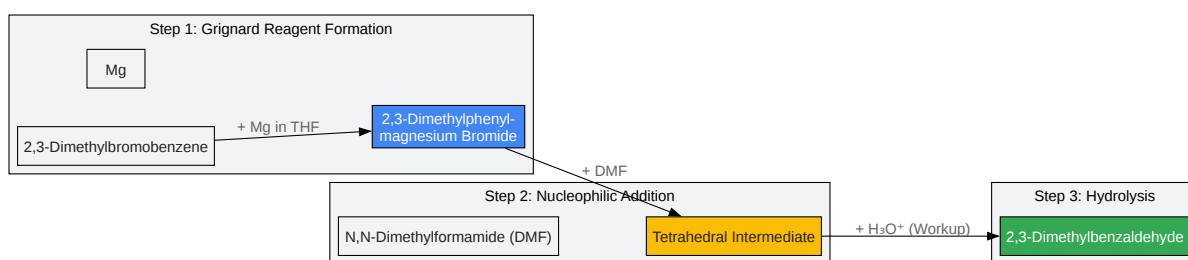 Step 1: Grignard Reagent Formation
Mg
2,3-Dimethylbromobenzene
+ Mg in THF
2,3-Dimethylphenyl-
magnesium Bromide
+ DMF
Step 2: Nucleophilic Addition
N,N-Dimethylformamide (DMF)
Tetrahedral Intermediate
+ H₃O⁺ (Workup)
Step 3: Hydrolysis
2,3-Dimethylbenzaldehyde